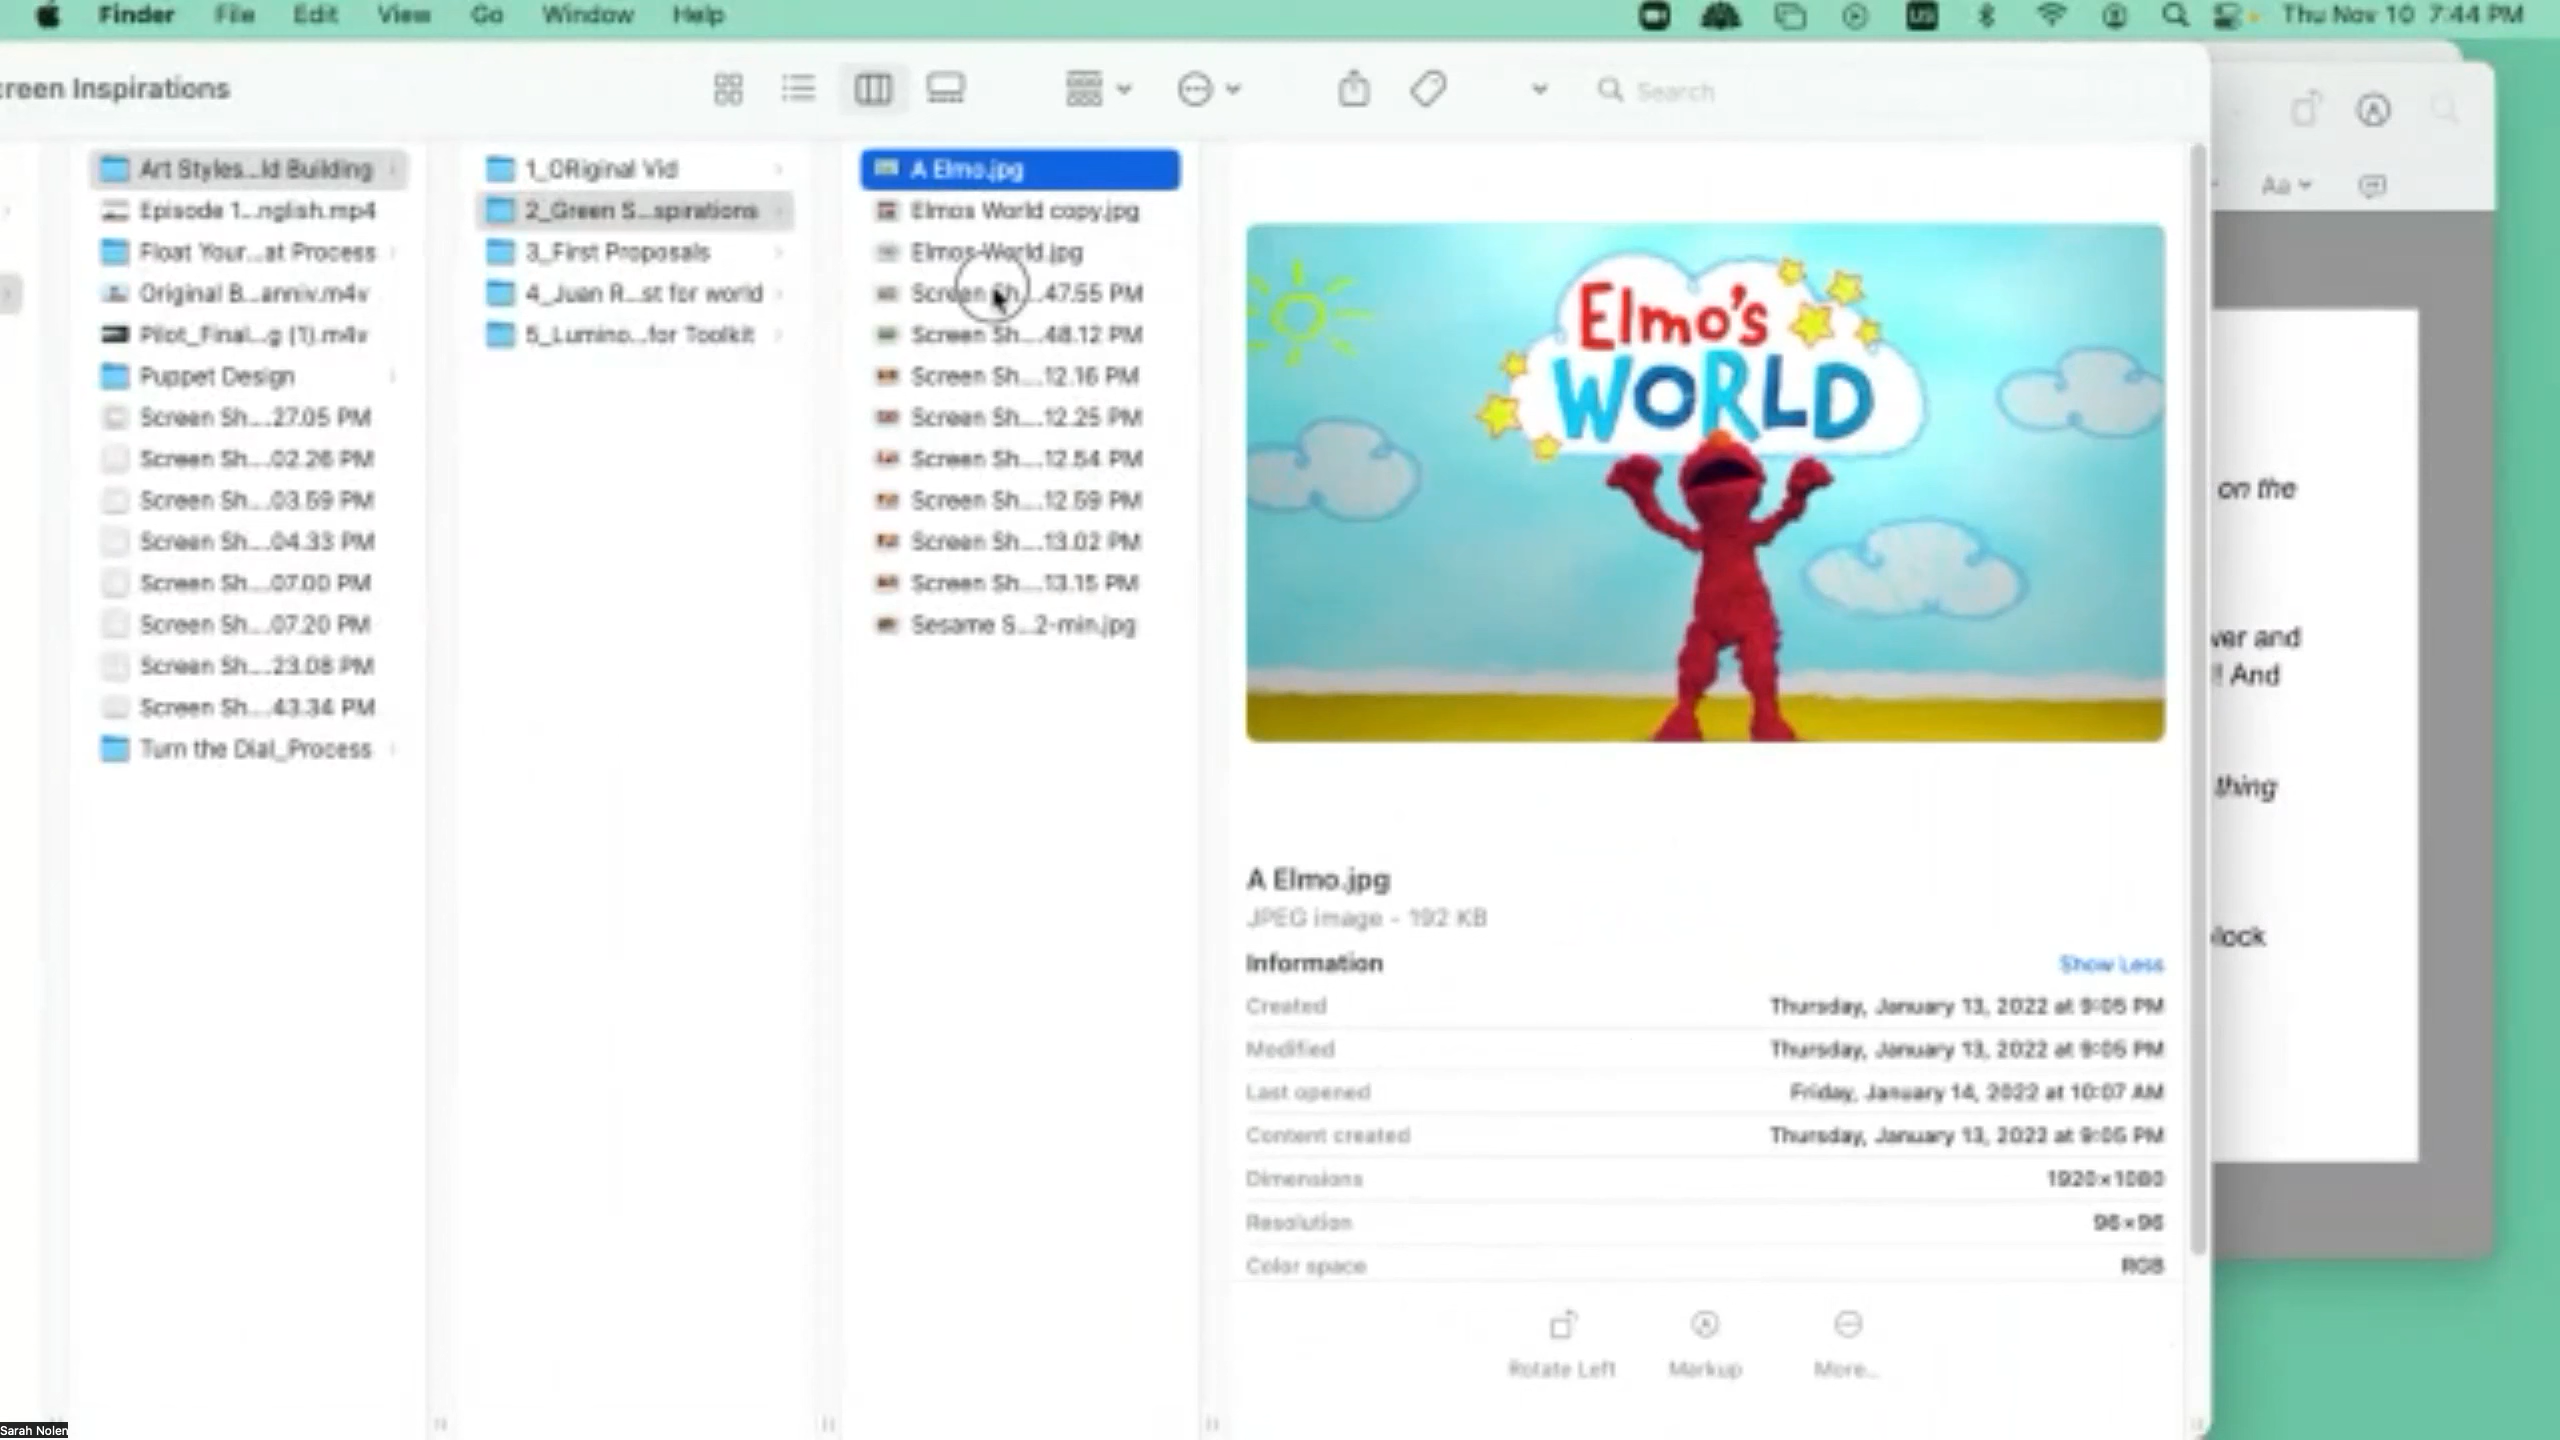 Finder File Edit View Go Window Help US Thu Nov 10 7:44 PM
creen Inspirations
Search
Aa
Art Styles...ld Building
Episode 1...nglish.mp4
Float Your...at Process
Original B...anniv.m4v
Pilot_Final...g (1).m4v
Puppet Design
Screen Sh....27.05 PM
Screen Sh....02.26 PM
Screen Sh....03.59 PM
Screen Sh....04.33 PM
Screen Sh....07.00 PM
Screen Sh....07.20 PM
Screen Sh....23.08 PM
Screen Sh....43.34 PM
Turn the Dial_Process
1_ORiginal Vid
2_Green S...spirations
3_First Proposals
4_Juan R...st for world
5_Lumino...for Toolkit
A Elmo.jpg
Elmos World copy.jpg
Elmos-World.jpg
Screen Sh....47.55 PM
Screen Sh....48.12 PM
Screen Sh....12.16 PM
Screen Sh....12.25 PM
Screen Sh....12.54 PM
Screen Sh....12.59 PM
Screen Sh....13.02 PM
Screen Sh....13.15 PM
Sesame S...2-min.jpg
Elmo's
WORLD
A Elmo.jpg
JPEG image - 192 KB
Information Show Less
Created Thursday, January 13, 2022 at 9:05 PM
Modified Thursday, January 13, 2022 at 9:05 PM
Last opened Friday, January 14, 2022 at 10:07 AM
Content created Thursday, January 13, 2022 at 9:05 PM
Dimensions 1920×1080
Resolution 96×96
Color space RGB
Rotate Left Markup More...
on the
ver and
! And
thing
lock
Sarah Nolen